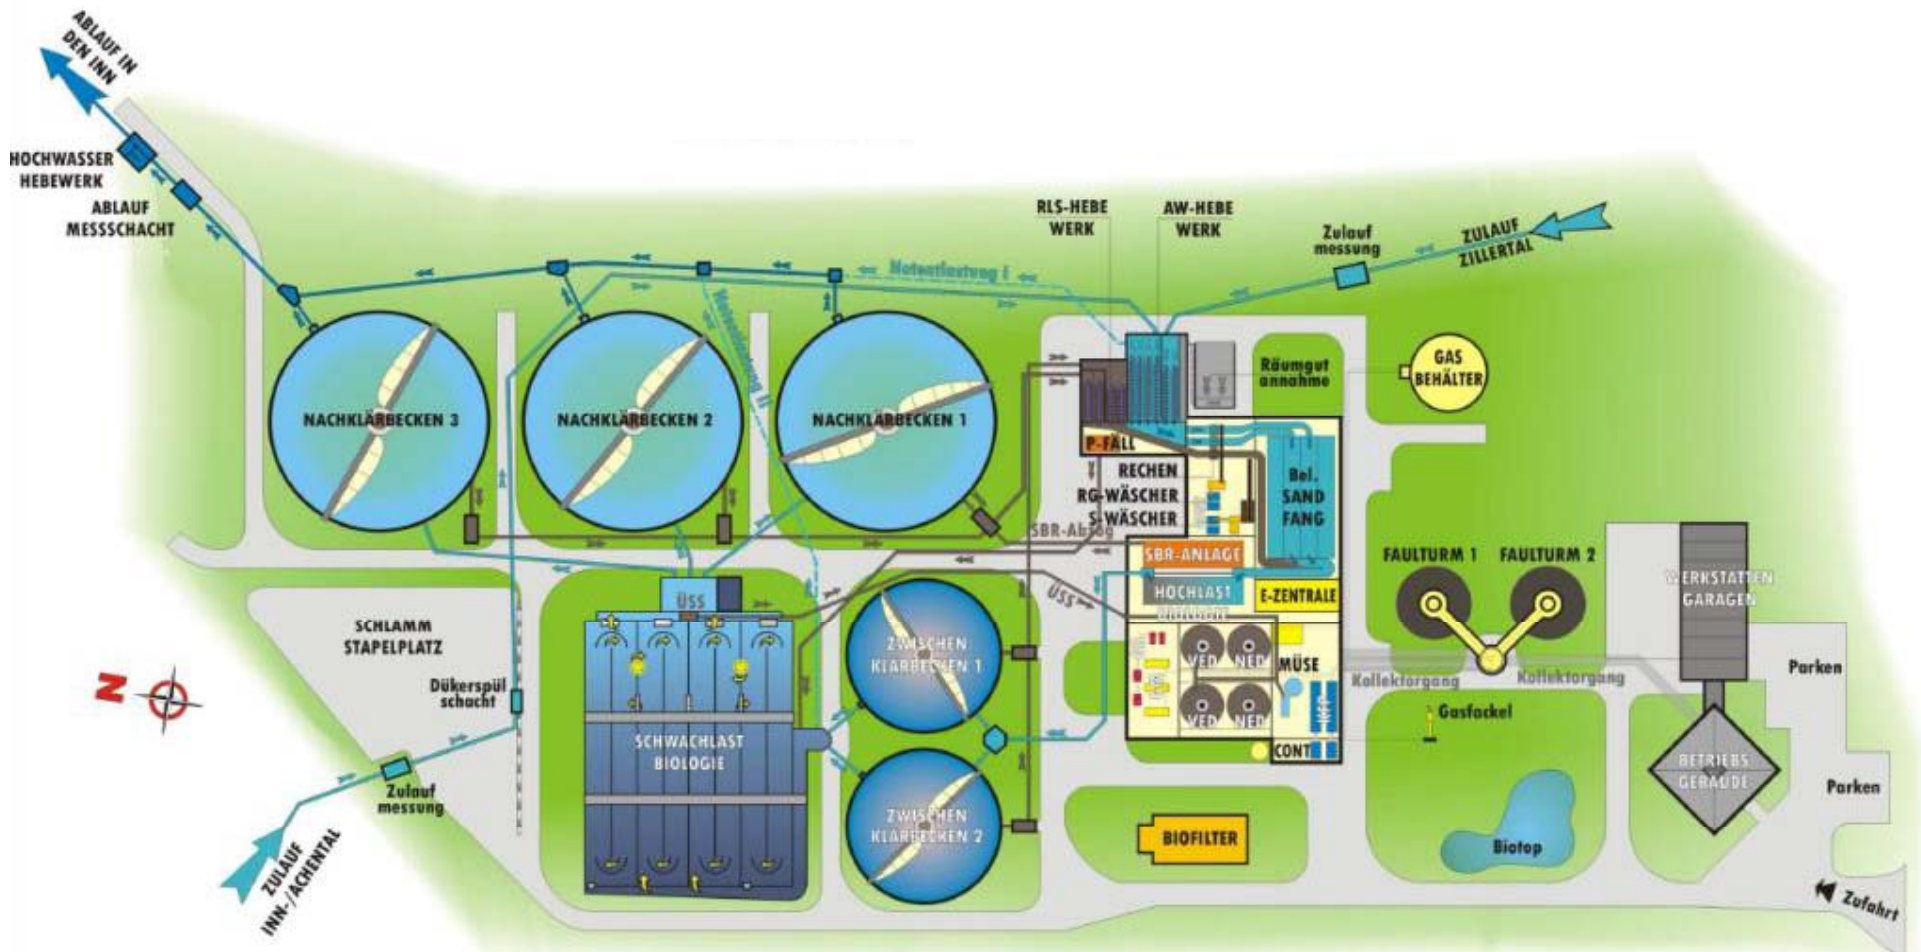 ABLAUF IN
DEN INN
HOCHWASSER
HEBEWERK
ABLAUF
MESSSCHACHT
RLS-HEBE
WERK
AW-HEBE
WERK
Zulauf
messung
ZULAUF
ZILLERTAL
Notentlastung I
Notentlastung II
NACHKLÄRBECKEN 3
NACHKLÄRBECKEN 2
NACHKLÄRBECKEN 1
Räumgut
annahme
GAS
BEHÄLTER
P-FÄLL
RECHEN
RG-WÄSCHER
S-WÄSCHER
Bel.
SAND
FANG
SBR-Abzug
SBR-ANLAGE
HOCHLAST
BIOLOGIE
E-ZENTRALE
FAULTURM 1
FAULTURM 2
WERKSTÄTTEN
GARAGEN
ÜSS
ÜSS
SCHLAMM
STAPELPLATZ
ZWISCHEN
KLÄRBECKEN 1
VED
NED
MÜSE
VED
NED
Kollektorgang
Kollektorgang
Parken
N
Dükerspül
schacht
Gasfackel
SCHWACHLAST
BIOLOGIE
CONT
BETRIEBS
GEBÄUDE
Zulauf
messung
Parken
ZWISCHEN
KLÄRBECKEN 2
BIOFILTER
Biotop
ZULAUF
INN-/ACHENTAL
Zufahrt